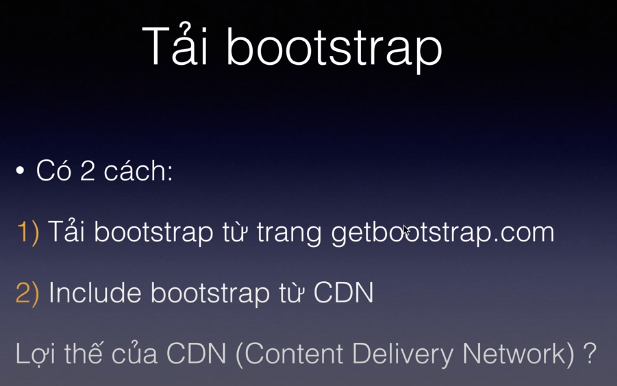 Tải bootstrap
• Có 2 cách:
1) Tải bootstrap từ trang getbootstrap.com
2) Include bootstrap từ CDN
Lợi thế của CDN (Content Delivery Network) ?